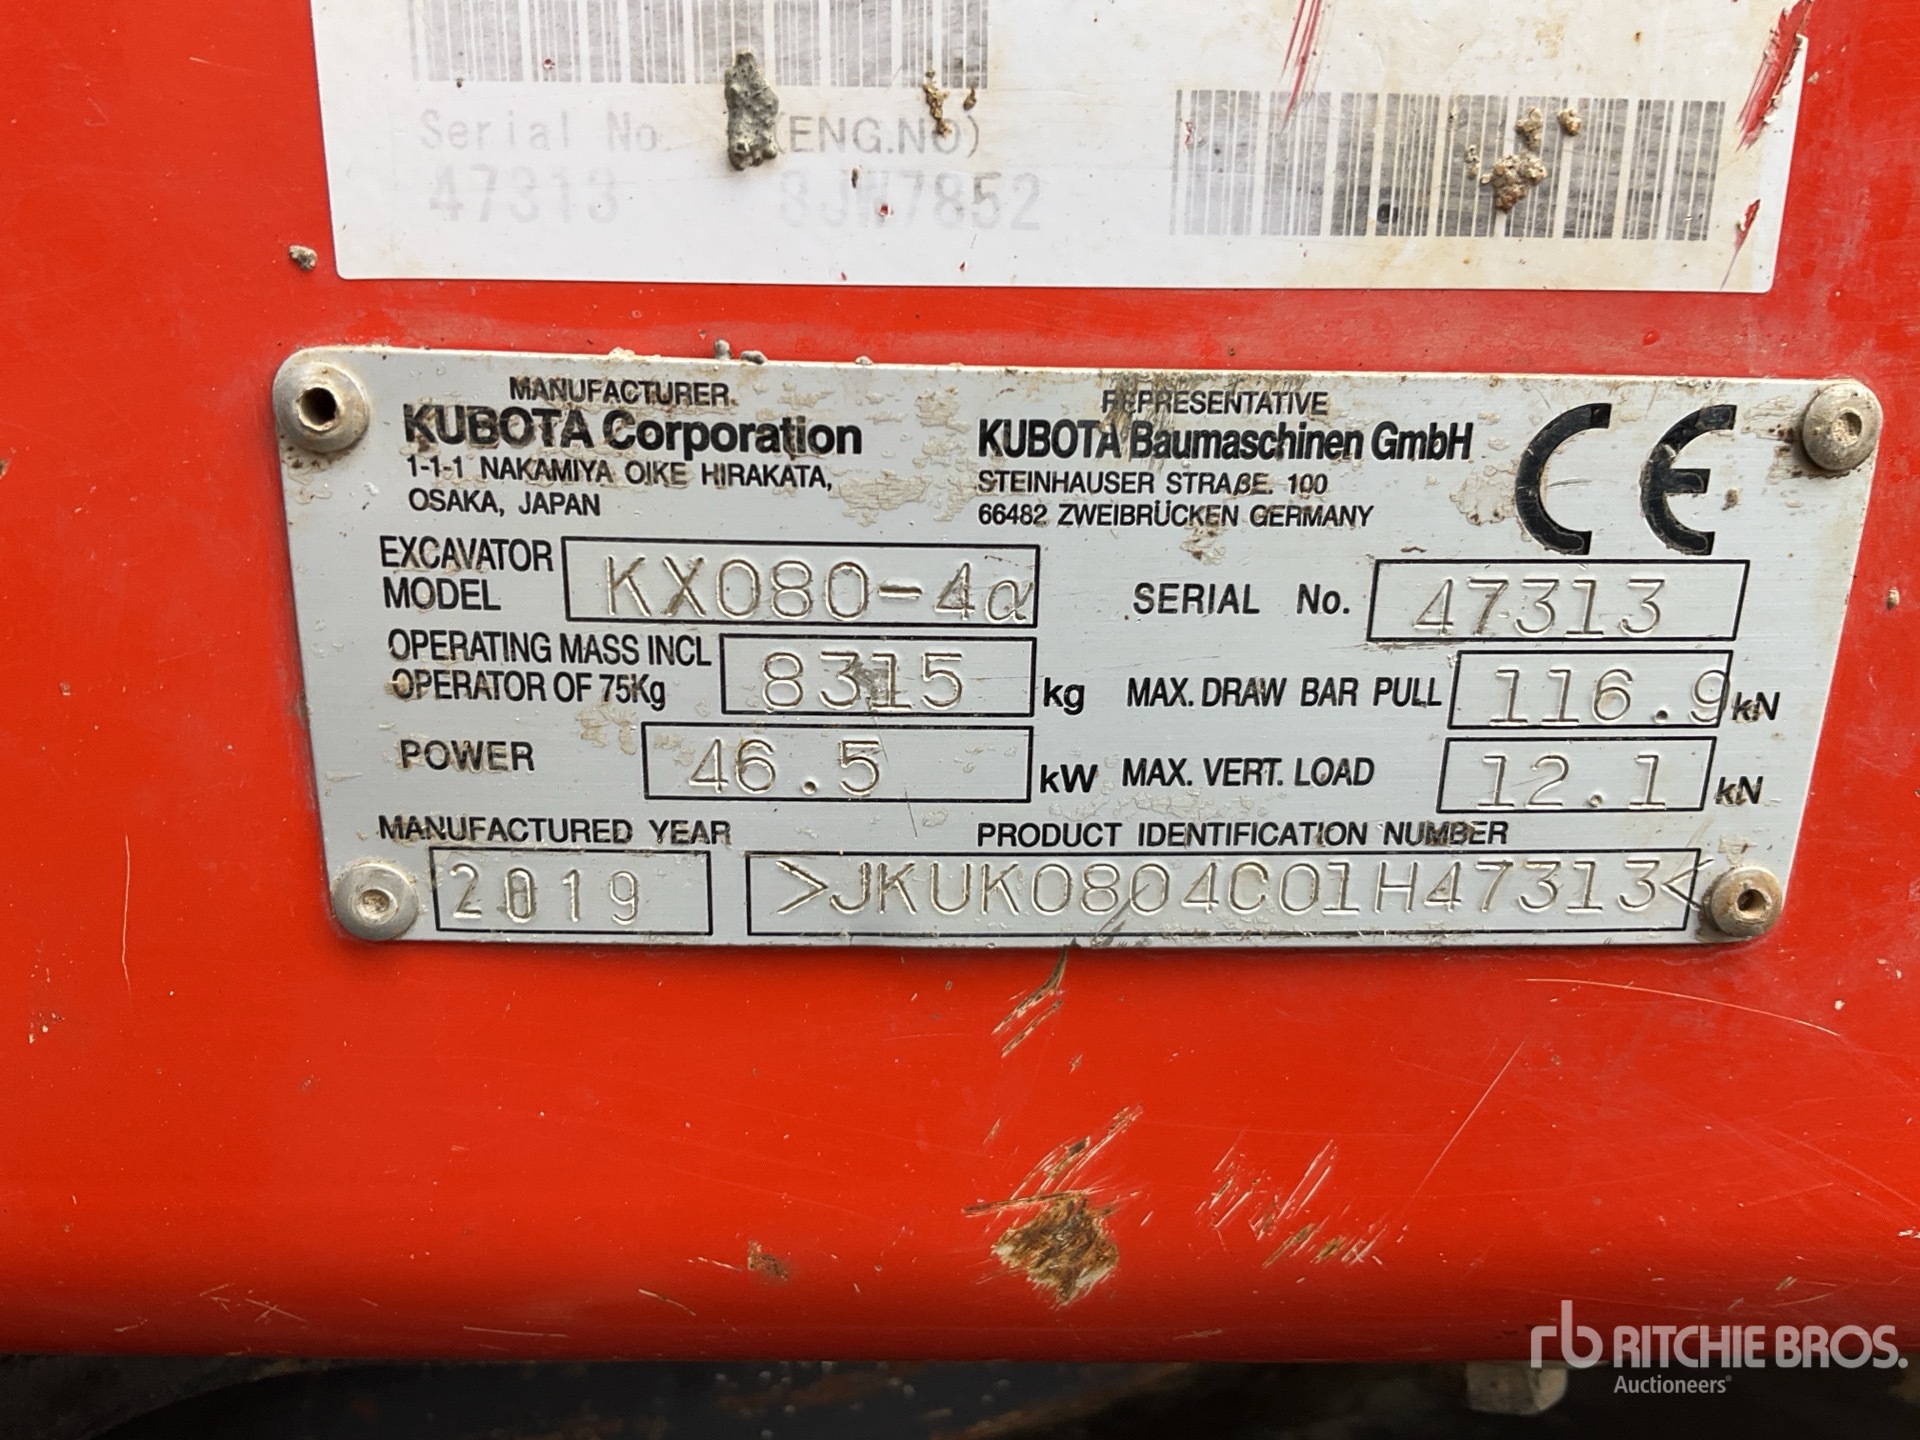 Serial No. (ENG.NO)
47313 8JW7852
MANUFACTURER
KUBOTA Corporation
1-1-1 NAKAMIYA OIKE HIRAKATA,
OSAKA, JAPAN
REPRESENTATIVE
KUBOTA Baumaschinen GmbH
STEINHAUSER STRAßE. 100
66482 ZWEIBRÜCKEN GERMANY
CE
EXCAVATOR MODEL KX080-4α
SERIAL No. 47313
OPERATING MASS INCL
OPERATOR OF 75Kg 8315 kg
MAX. DRAW BAR PULL 116.9 kN
POWER 46.5 kW
MAX. VERT. LOAD 12.1 kN
MANUFACTURED YEAR
2019
PRODUCT IDENTIFICATION NUMBER
>JKUK0804C01H47313<
rb RITCHIE BROS.
Auctioneers®